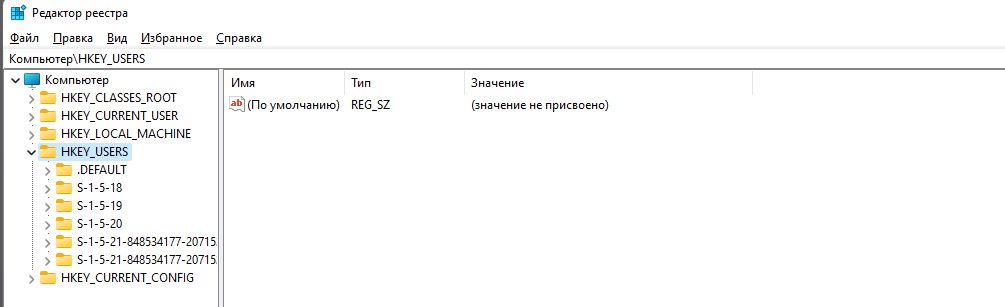 Редактор реестра
Файл Правка Вид Избранное Справка
Компьютер\HKEY_USERS
Компьютер
HKEY_CLASSES_ROOT
HKEY_CURRENT_USER
HKEY_LOCAL_MACHINE
HKEY_USERS
.DEFAULT
S-1-5-18
S-1-5-19
S-1-5-20
S-1-5-21-848534177-20715
S-1-5-21-848534177-20715
HKEY_CURRENT_CONFIG
Имя Тип Значение
ab (По умолчанию) REG_SZ (значение не присвоено)